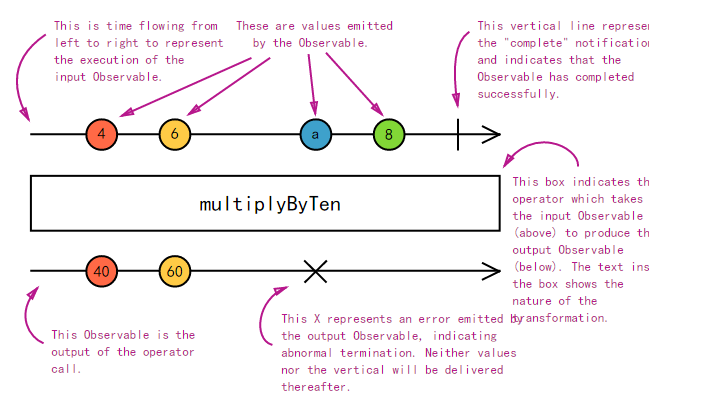 This is time flowing from
left to right to represent
the execution of the
input Observable.
These are values emitted
by the Observable.
This vertical line
the "complete"
and indicates that the
Observable has completed
successfully.
4
6
a
8
multiplyByTen
This box indicates
operator which takes
the input Observable
(above) to produce
output Observable
(below). The text
the box shows the
nature of the
transformation.
40
60
This Observable is the
output of the operator
call.
This X represents an error emitted by
the output Observable, indicating
abnormal termination. Neither values
nor the vertical will be delivered
thereafter.